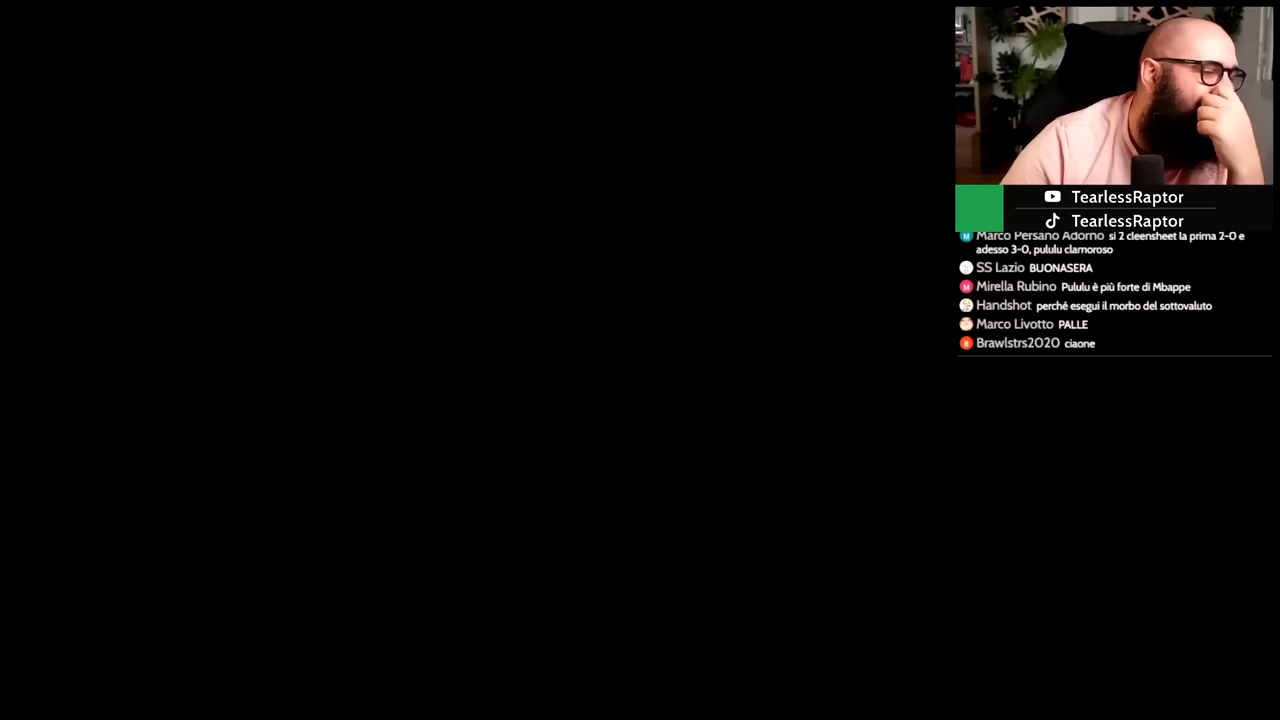 TearlessRaptor
TearlessRaptor
Marco Persano Adorno si 2 cleensheet la prima 2-0 e
adesso 3-0, pululu clamoroso
SS Lazio BUONASERA
Mirella Rubino Pululu è più forte di Mbappe
Handshot perché esegui il morbo del sottovaluto
Marco Livotto PALLE
Brawlstrs2020 ciaone